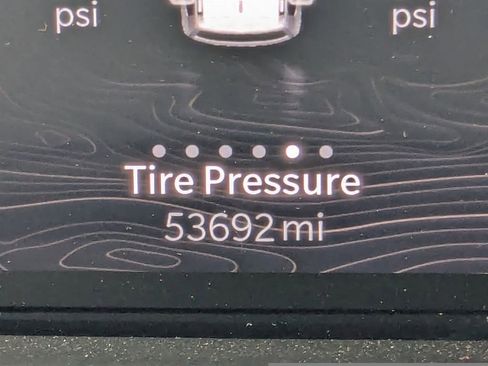 psi psi
Tire Pressure
53692 mi